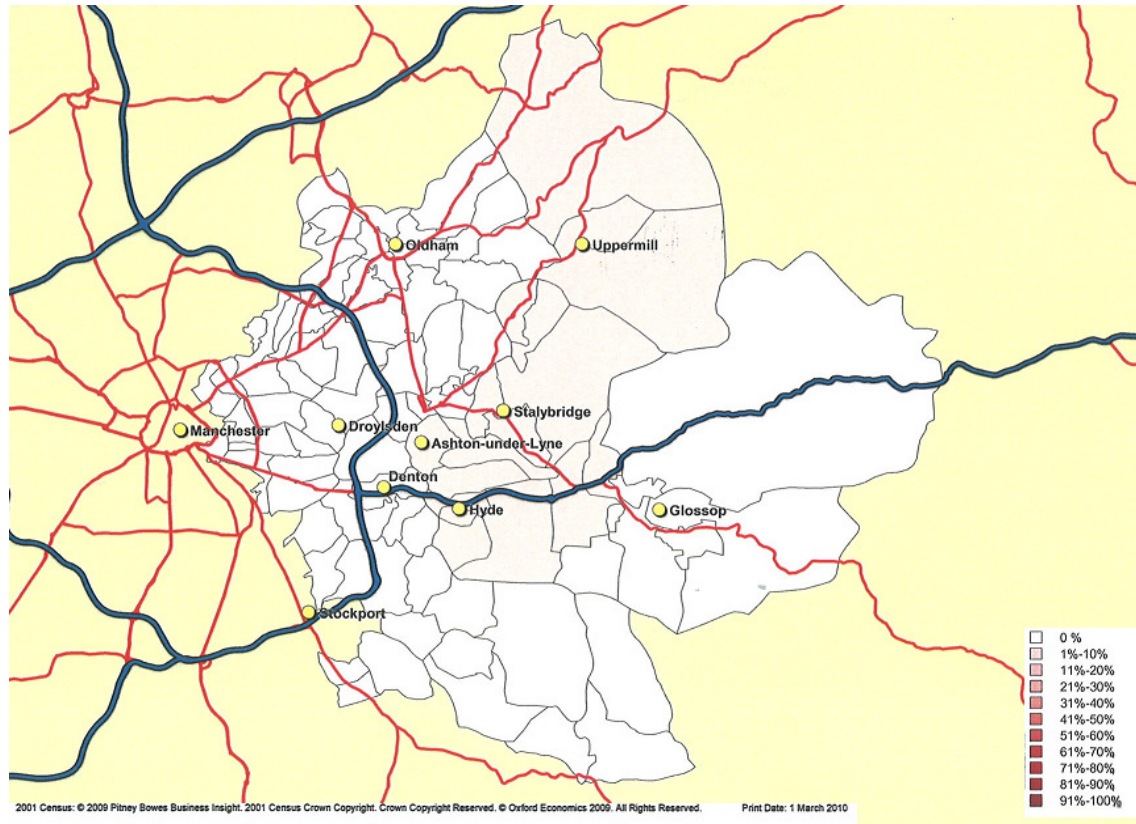 Oldham
Uppermill
Stalybridge
Manchester
Droylsden
Ashton-under-Lyne
Denton
Hyde
Glossop
Stockport
0 %
1%-10%
11%-20%
21%-30%
31%-40%
41%-50%
51%-60%
61%-70%
71%-80%
81%-90%
91%-100%
2001 Census: © 2009 Pitney Bowes Business Insight. 2001 Census Crown Copyright. Crown Copyright Reserved. © Oxford Economics 2009. All Rights Reserved. Print Date: 1 March 2010